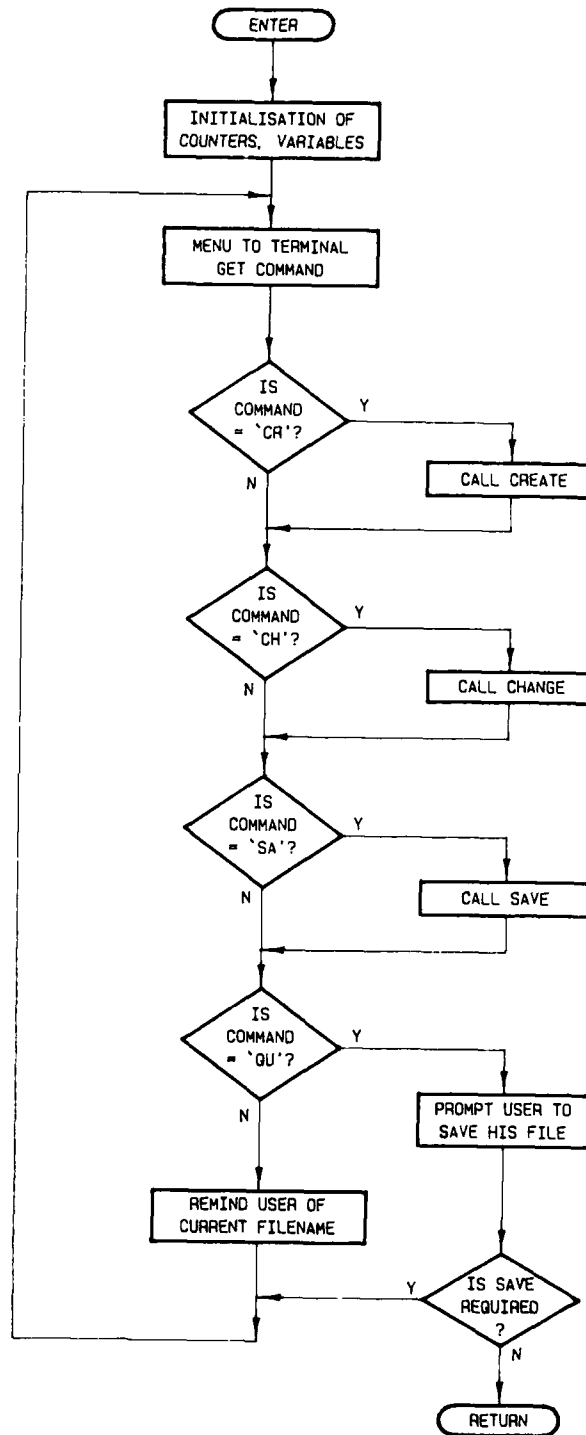 ENTER
INITIALISATION OF
COUNTERS, VARIABLES
MENU TO TERMINAL
GET COMMAND
IS
COMMAND
= `CR'?
Y
N
CALL CREATE
IS
COMMAND
= `CH'?
Y
N
CALL CHANGE
IS
COMMAND
= `SA'?
Y
N
CALL SAVE
IS
COMMAND
= `QU'?
Y
N
PROMPT USER TO
SAVE HIS FILE
REMIND USER OF
CURRENT FILENAME
Y
IS SAVE
REQUIRED
?
N
RETURN